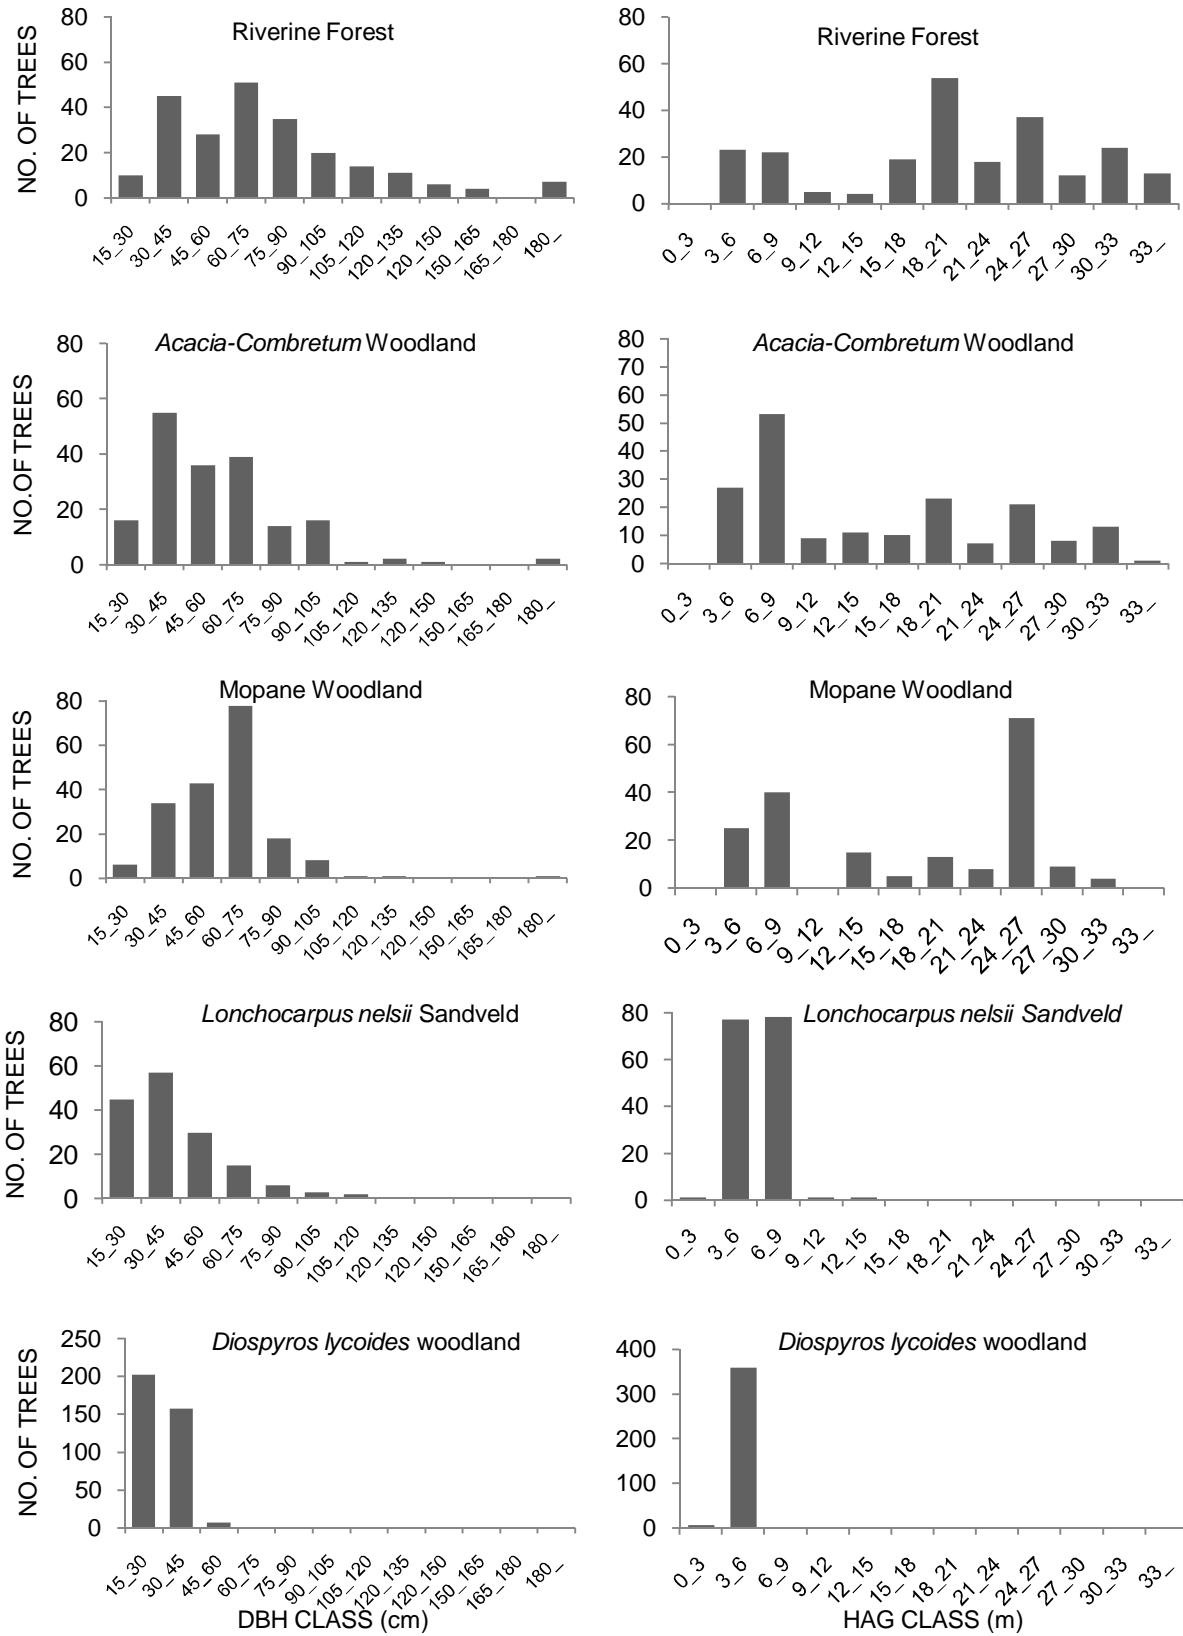 Riverine Forest
NO. OF TREES
80
60
40
20
0
15_30 30_45 45_60 60_75 75_90 90_105 105_120 120_135 120_150 150_165 165_180 180_
Riverine Forest
80
60
40
20
0
0_3 3_6 6_9 9_12 12_15 15_18 18_21 21_24 24_27 27_30 30_33 33_
Acacia-Combretum Woodland
NO.OF TREES
80
60
40
20
0
15_30 30_45 45_60 60_75 75_90 90_105 105_120 120_135 120_150 150_165 165_180 180_
Acacia-Combretum Woodland
80
70
60
50
40
30
20
10
0
0_3 3_6 6_9 9_12 12_15 15_18 18_21 21_24 24_27 27_30 30_33 33_
Mopane Woodland
NO. OF TREES
80
60
40
20
0
15_30 30_45 45_60 60_75 75_90 90_105 105_120 120_135 120_150 150_165 165_180 180_
Mopane Woodland
80
60
40
20
0
0_3 3_6 6_9 9_12 12_15 15_18 18_21 21_24 24_27 27_30 30_33 33_
Lonchocarpus nelsii Sandveld
NO. OF TREES
80
60
40
20
0
15_30 30_45 45_60 60_75 75_90 90_105 105_120 120_135 120_150 150_165 165_180 180_
Lonchocarpus nelsii Sandveld
80
60
40
20
0
0_3 3_6 6_9 9_12 12_15 15_18 18_21 21_24 24_27 27_30 30_33 33_
Diospyros lycoides woodland
NO. OF TREES
250
200
150
100
50
0
15_30 30_45 45_60 60_75 75_90 90_105 105_120 120_135 120_150 150_165 165_180 180_
DBH CLASS (cm)
Diospyros lycoides woodland
400
300
200
100
0
0_3 3_6 6_9 9_12 12_15 15_18 18_21 21_24 24_27 27_30 30_33 33_
HAG CLASS (m)